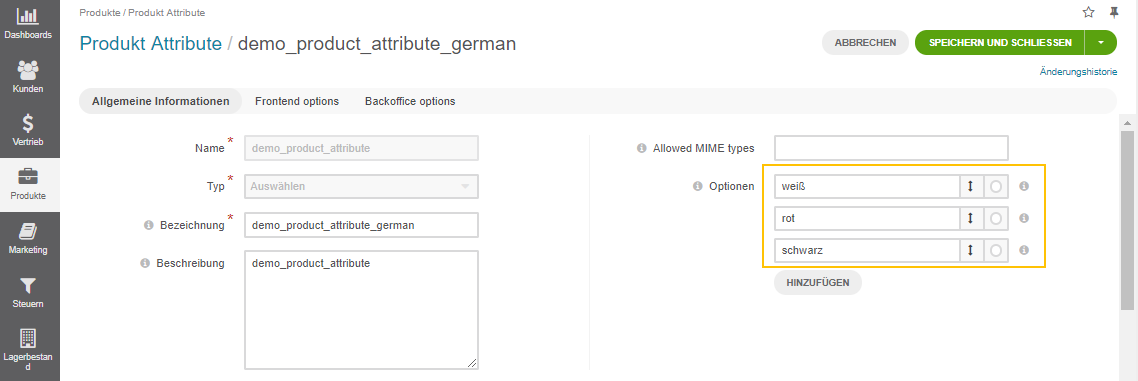 Dashboards
Kunden
Vertrieb
Produkte
Marketing
Steuern
Lagerbestan
d
Produkte / Produkt Attribute
Produkt Attribute / demo_product_attribute_german
ABBRECHEN
SPEICHERN UND SCHLIESSEN
Änderungshistorie
Allgemeine Informationen
Frontend options
Backoffice options
Name *
demo_product_attribute
Typ *
Auswählen
Bezeichnung *
demo_product_attribute_german
Beschreibung
demo_product_attribute
Allowed MIME types
Optionen
weiß
rot
schwarz
HINZUFÜGEN